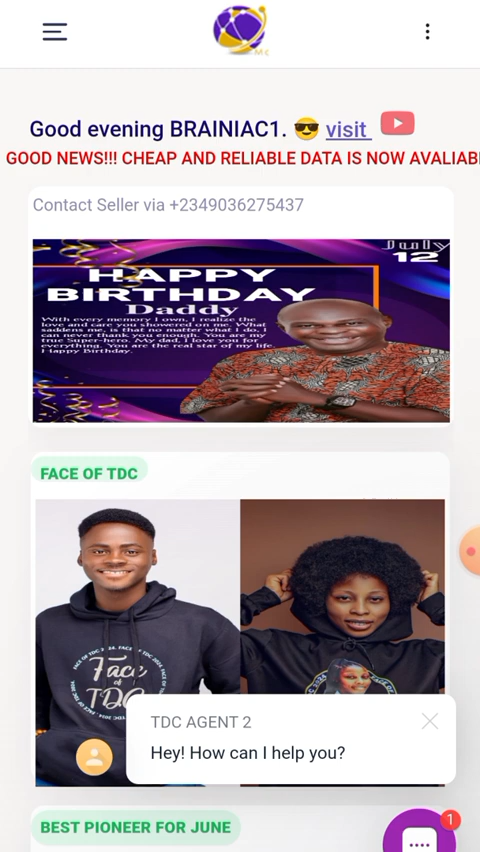 MC
Good evening BRAINIAC1. 😎 visit
GOOD NEWS!!! CHEAP AND RELIABLE DATA IS NOW AVALIAB
Contact Seller via +2349036275437
July
12
HAPPY
BIRTHDAY
Daddy
With every memory I own, I realize the
love and care you showered on me. What
saddens me, is that no matter what I do, I
can never thank you enough. You are my
true Super-hero. My dad, I love you for
everything. You are the real star of my life.
Happy Birthday.
FACE OF TDC
Face
of
TDC
TDC AGENT 2
Hey! How can I help you?
1
BEST PIONEER FOR JUNE